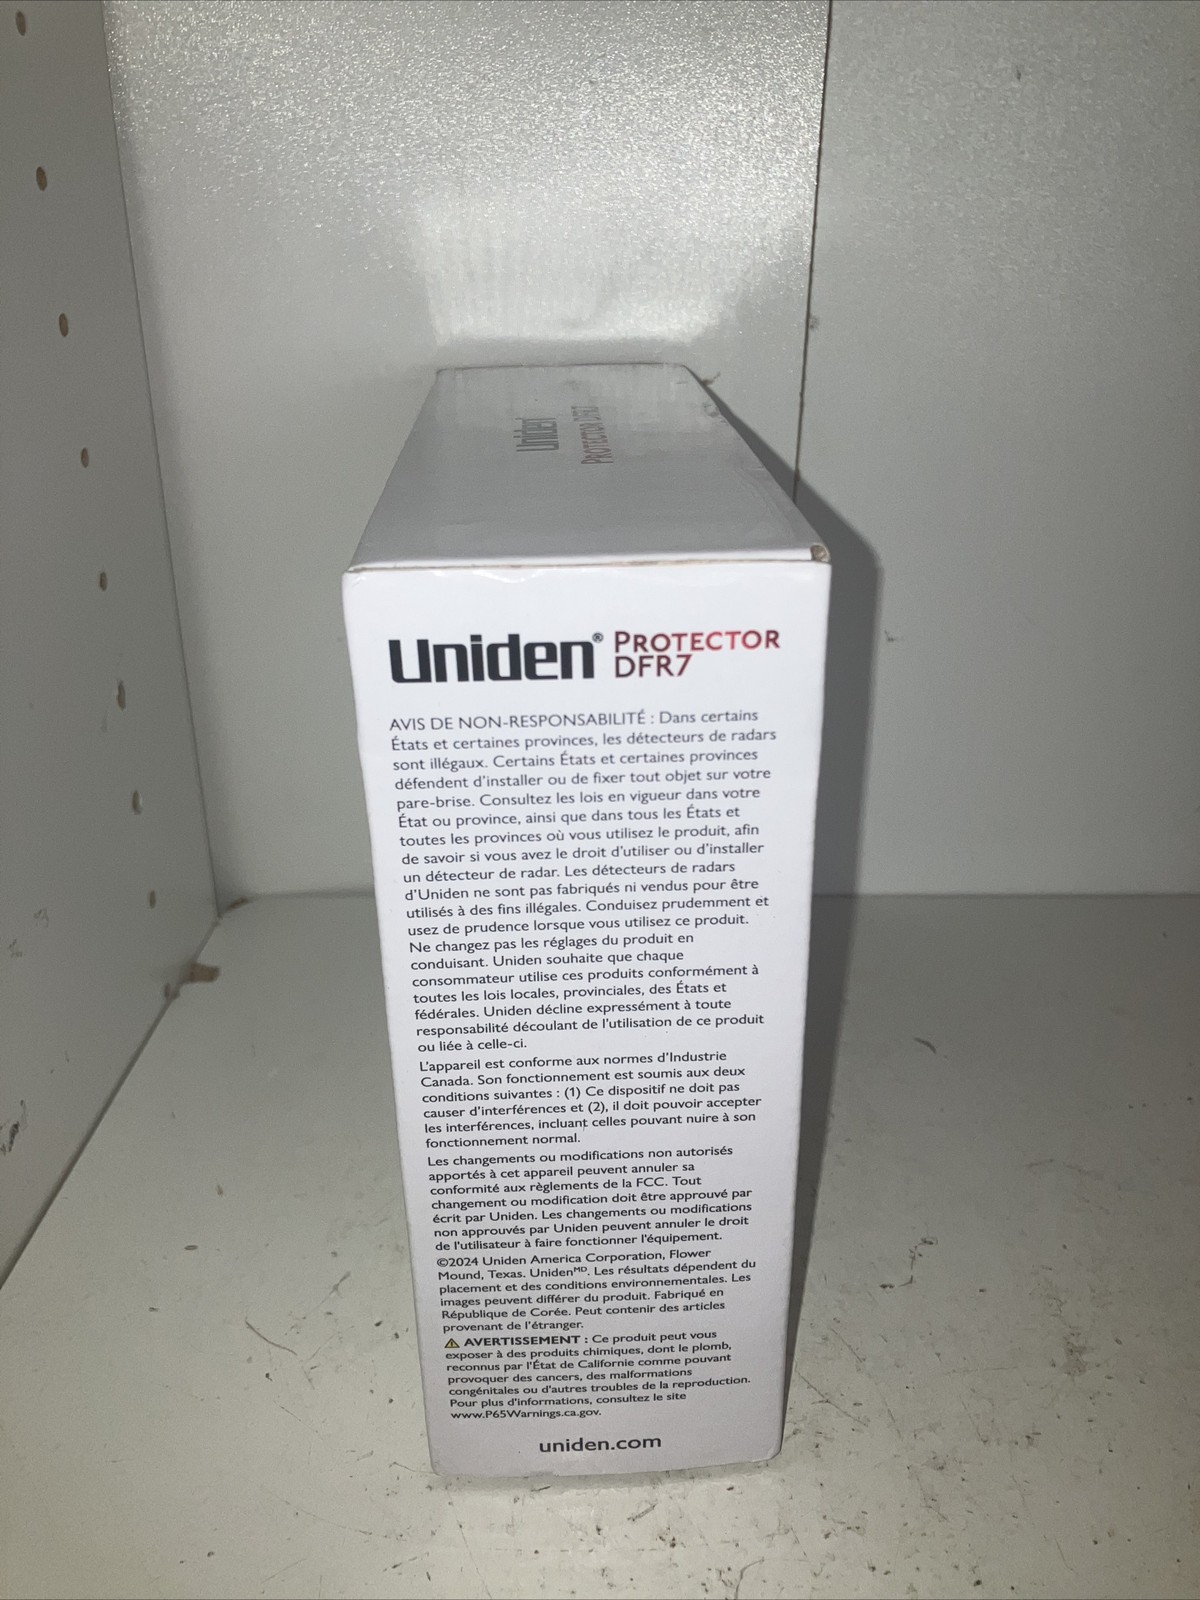 Uniden
PROTECTOR DFR7
Uniden® PROTECTOR
DFR7
AVIS DE NON-RESPONSABILITÉ : Dans certains
États et certaines provinces, les détecteurs de radars
sont illégaux. Certains États et certaines provinces
défendent d'installer ou de fixer tout objet sur votre
pare-brise. Consultez les lois en vigueur dans votre
État ou province, ainsi que dans tous les États et
toutes les provinces où vous utilisez le produit, afin
de savoir si vous avez le droit d'utiliser ou d'installer
un détecteur de radar. Les détecteurs de radars
d'Uniden ne sont pas fabriqués ni vendus pour être
utilisés à des fins illégales. Conduisez prudemment et
usez de prudence lorsque vous utilisez ce produit.
Ne changez pas les réglages du produit en
conduisant. Uniden souhaite que chaque
consommateur utilise ces produits conformément à
toutes les lois locales, provinciales, des États et
fédérales. Uniden décline expressément à toute
responsabilité découlant de l'utilisation de ce produit
ou liée à celle-ci.
L'appareil est conforme aux normes d'Industrie
Canada. Son fonctionnement est soumis aux deux
conditions suivantes : (1) Ce dispositif ne doit pas
causer d'interférences et (2), il doit pouvoir accepter
les interférences, incluant celles pouvant nuire à son
fonctionnement normal.
Les changements ou modifications non autorisés
apportés à cet appareil peuvent annuler sa
conformité aux règlements de la FCC. Tout
changement ou modification doit être approuvé par
écrit par Uniden. Les changements ou modifications
non approuvés par Uniden peuvent annuler le droit
de l'utilisateur à faire fonctionner l'équipement.
©2024 Uniden America Corporation, Flower
Mound, Texas. UnidenMD. Les résultats dépendent du
placement et des conditions environnementales. Les
images peuvent différer du produit. Fabriqué en
République de Corée. Peut contenir des articles
provenant de l'étranger.
⚠ AVERTISSEMENT : Ce produit peut vous
exposer à des produits chimiques, dont le plomb,
reconnus par l'État de Californie comme pouvant
provoquer des cancers, des malformations
congénitales ou d'autres troubles de la reproduction.
Pour plus d'informations, consultez le site
www.P65Warnings.ca.gov.
uniden.com